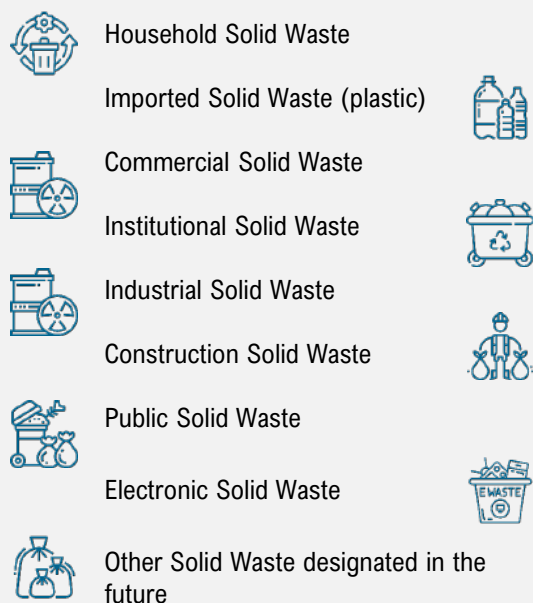 Household Solid Waste
Imported Solid Waste (plastic)
Commercial Solid Waste
Institutional Solid Waste
Industrial Solid Waste
Construction Solid Waste
Public Solid Waste
Electronic Solid Waste
EWASTE
Other Solid Waste designated in the
future